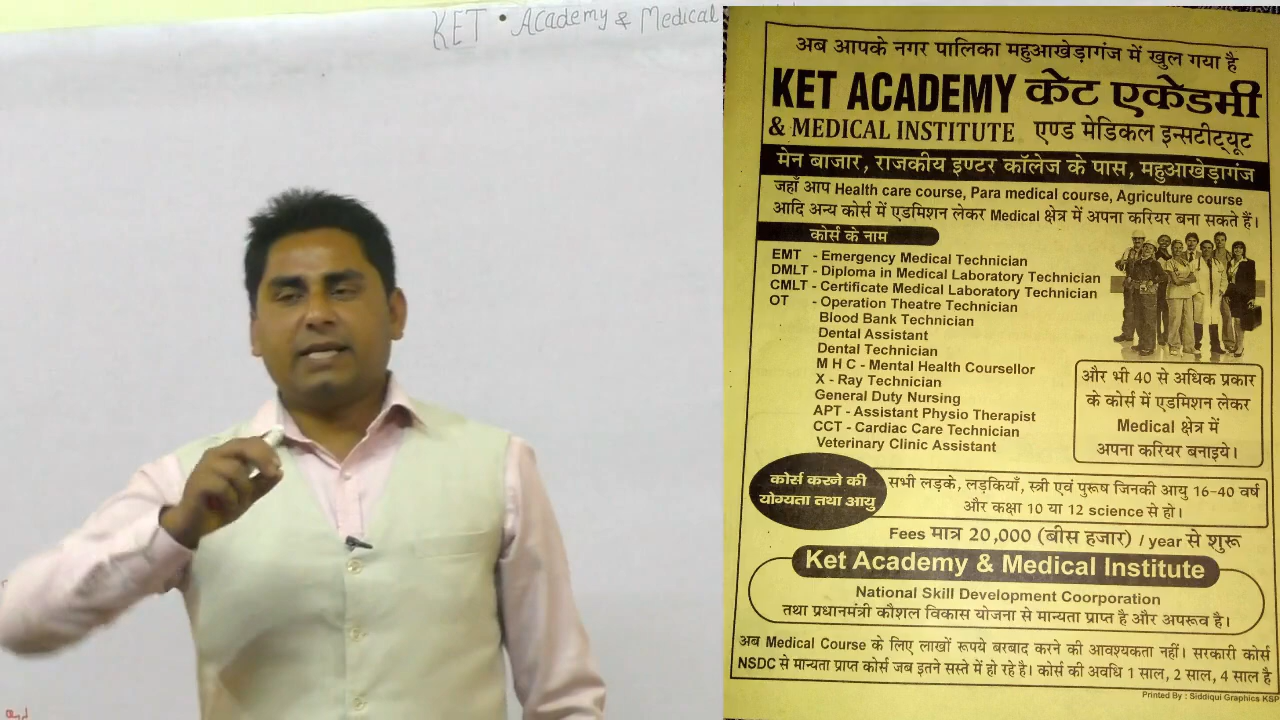 KET • Academy & Medical
अब आपके नगर पालिका महुआखेड़ागंज में खुल गया है
KET ACADEMY केट एकेडमी
& MEDICAL INSTITUTE एण्ड मेडिकल इन्सटीट्यूट
मेन बाजार, राजकीय इण्टर कॉलेज के पास, महुआखेड़ागंज
जहाँ आप Health care course, Para medical course, Agriculture course
आदि अन्य कोर्स में एडमिशन लेकर Medical क्षेत्र में अपना करियर बना सकते हैं।
कोर्स के नाम
EMT - Emergency Medical Technician
DMLT - Diploma in Medical Laboratory Technician
CMLT - Certificate Medical Laboratory Technician
OT - Operation Theatre Technician
Blood Bank Technician
Dental Assistant
Dental Technician
M H C - Mental Health Coursellor
X - Ray Technician
General Duty Nursing
APT - Assistant Physio Therapist
CCT - Cardiac Care Technician
Veterinary Clinic Assistant
और भी 40 से अधिक प्रकार
के कोर्स में एडमिशन लेकर
Medical क्षेत्र में
अपना करियर बनाइये।
कोर्स करने की
योग्यता तथा आयु
सभी लड़के, लड़कियाँ, स्त्री एवं पुरूष जिनकी आयु 16-40 वर्ष
और कक्षा 10 या 12 science से हो।
Fees मात्र 20,000 (बीस हजार) / year से शुरू
Ket Academy & Medical Institute
National Skill Development Coorporation
तथा प्रधानमंत्री कौशल विकास योजना से मान्यता प्राप्त है और अपरूव है।
अब Medical Course के लिए लाखों रूपये बरबाद करने की आवश्यकता नहीं। सरकारी कोर्स
NSDC से मान्यता प्राप्त कोर्स जब इतने सस्ते में हो रहे है। कोर्स की अवधि 1 साल, 2 साल, 4 साल है
Printed By : Siddiqui Graphics KSP